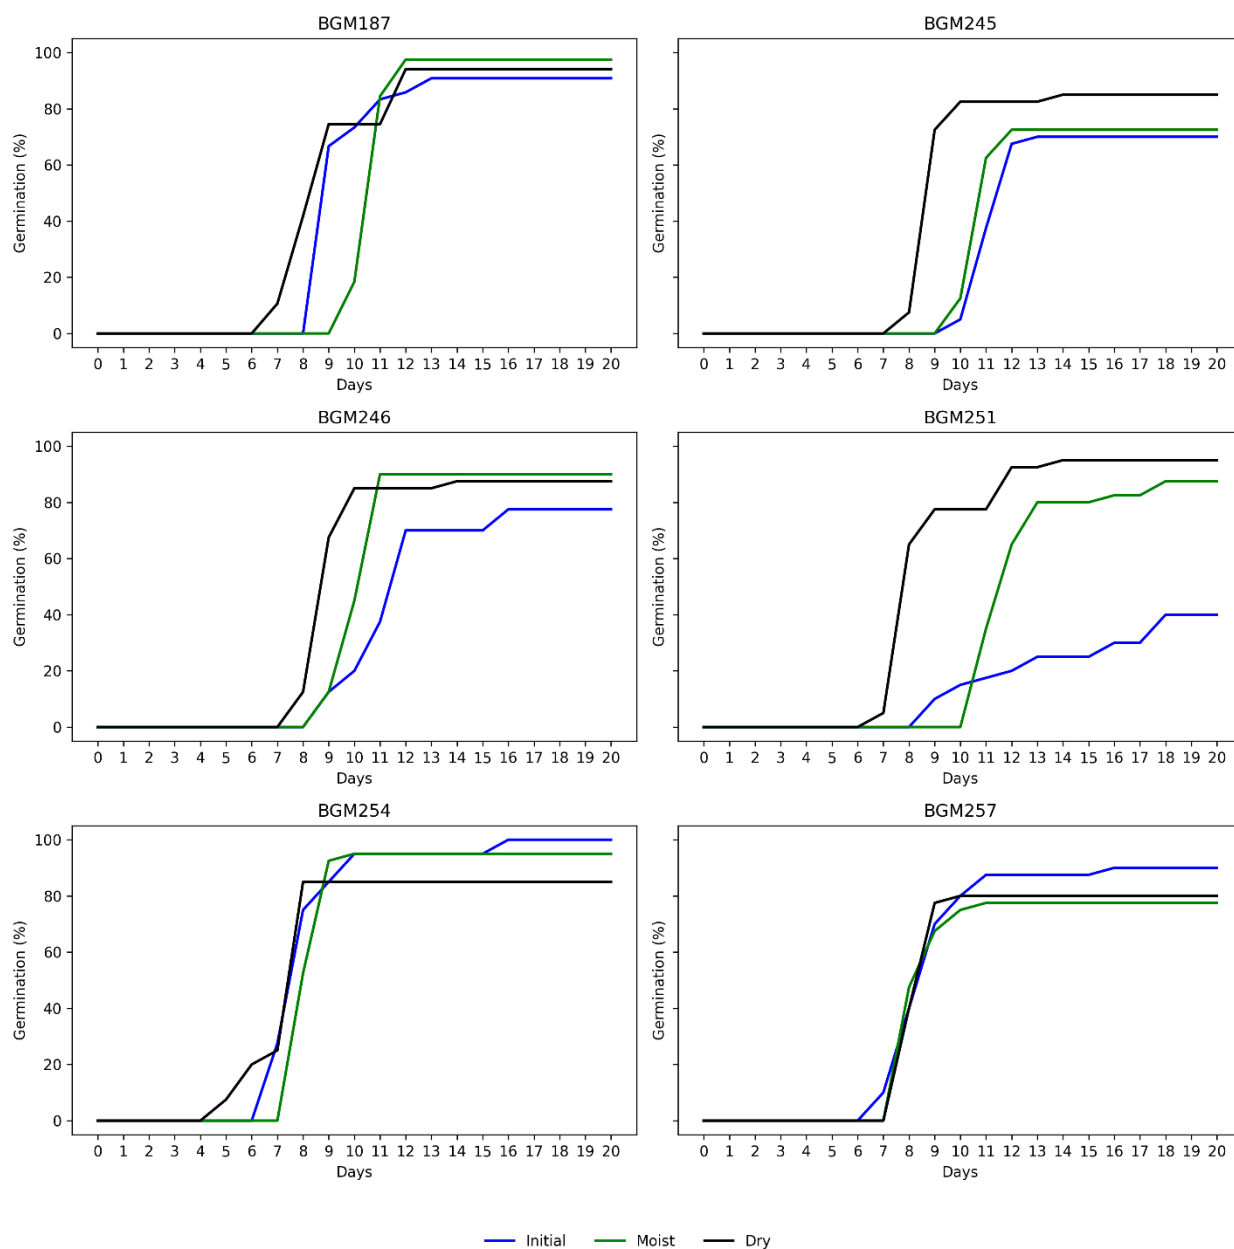 BGM187
BGM245
100
80
60
40
20
0
Germination (%)
Germination (%)
0 1 2 3 4 5 6 7 8 9 10 11 12 13 14 15 16 17 18 19 20
0 1 2 3 4 5 6 7 8 9 10 11 12 13 14 15 16 17 18 19 20
Days
Days
BGM246
BGM251
100
80
60
40
20
0
Germination (%)
Germination (%)
0 1 2 3 4 5 6 7 8 9 10 11 12 13 14 15 16 17 18 19 20
0 1 2 3 4 5 6 7 8 9 10 11 12 13 14 15 16 17 18 19 20
Days
Days
BGM254
BGM257
100
80
60
40
20
0
Germination (%)
Germination (%)
0 1 2 3 4 5 6 7 8 9 10 11 12 13 14 15 16 17 18 19 20
0 1 2 3 4 5 6 7 8 9 10 11 12 13 14 15 16 17 18 19 20
Days
Days
Initial Moist Dry